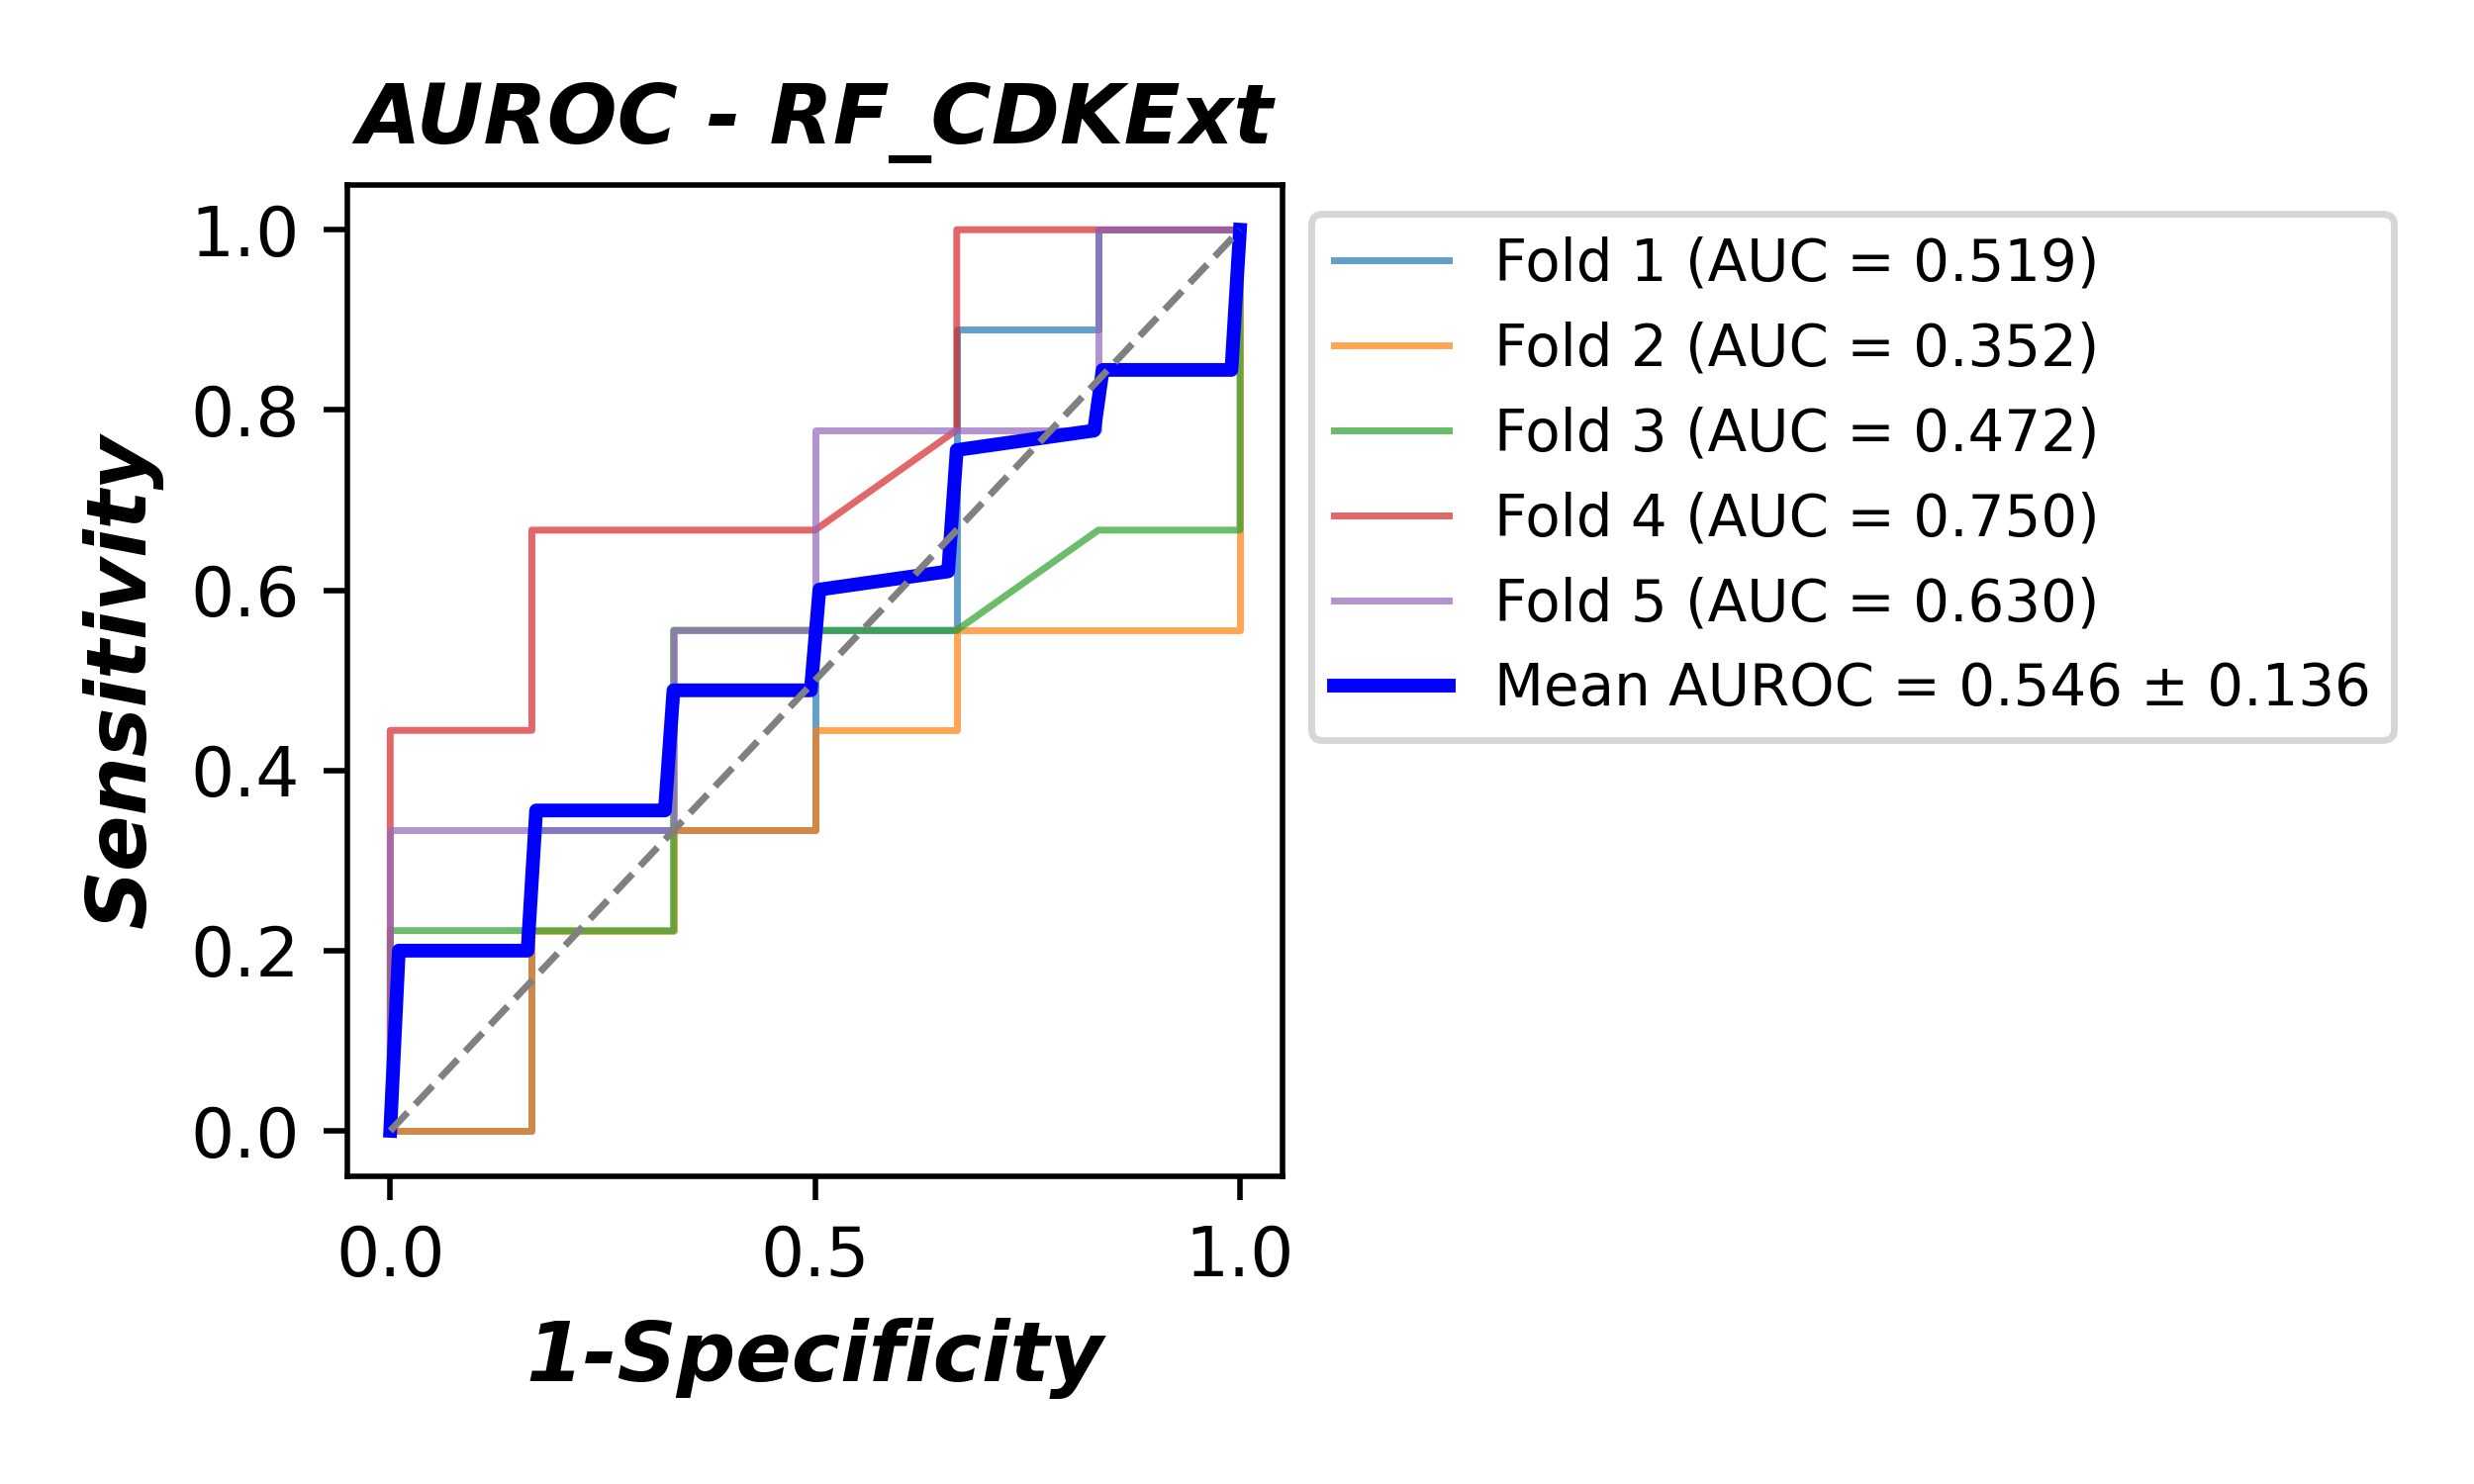 AUROC - RF_CDKExt
Sensitivity
1.0
0.8
0.6
0.4
0.2
0.0
0.0 0.5 1.0
1-Specificity
Fold 1 (AUC = 0.519)
Fold 2 (AUC = 0.352)
Fold 3 (AUC = 0.472)
Fold 4 (AUC = 0.750)
Fold 5 (AUC = 0.630)
Mean AUROC = 0.546 ± 0.136